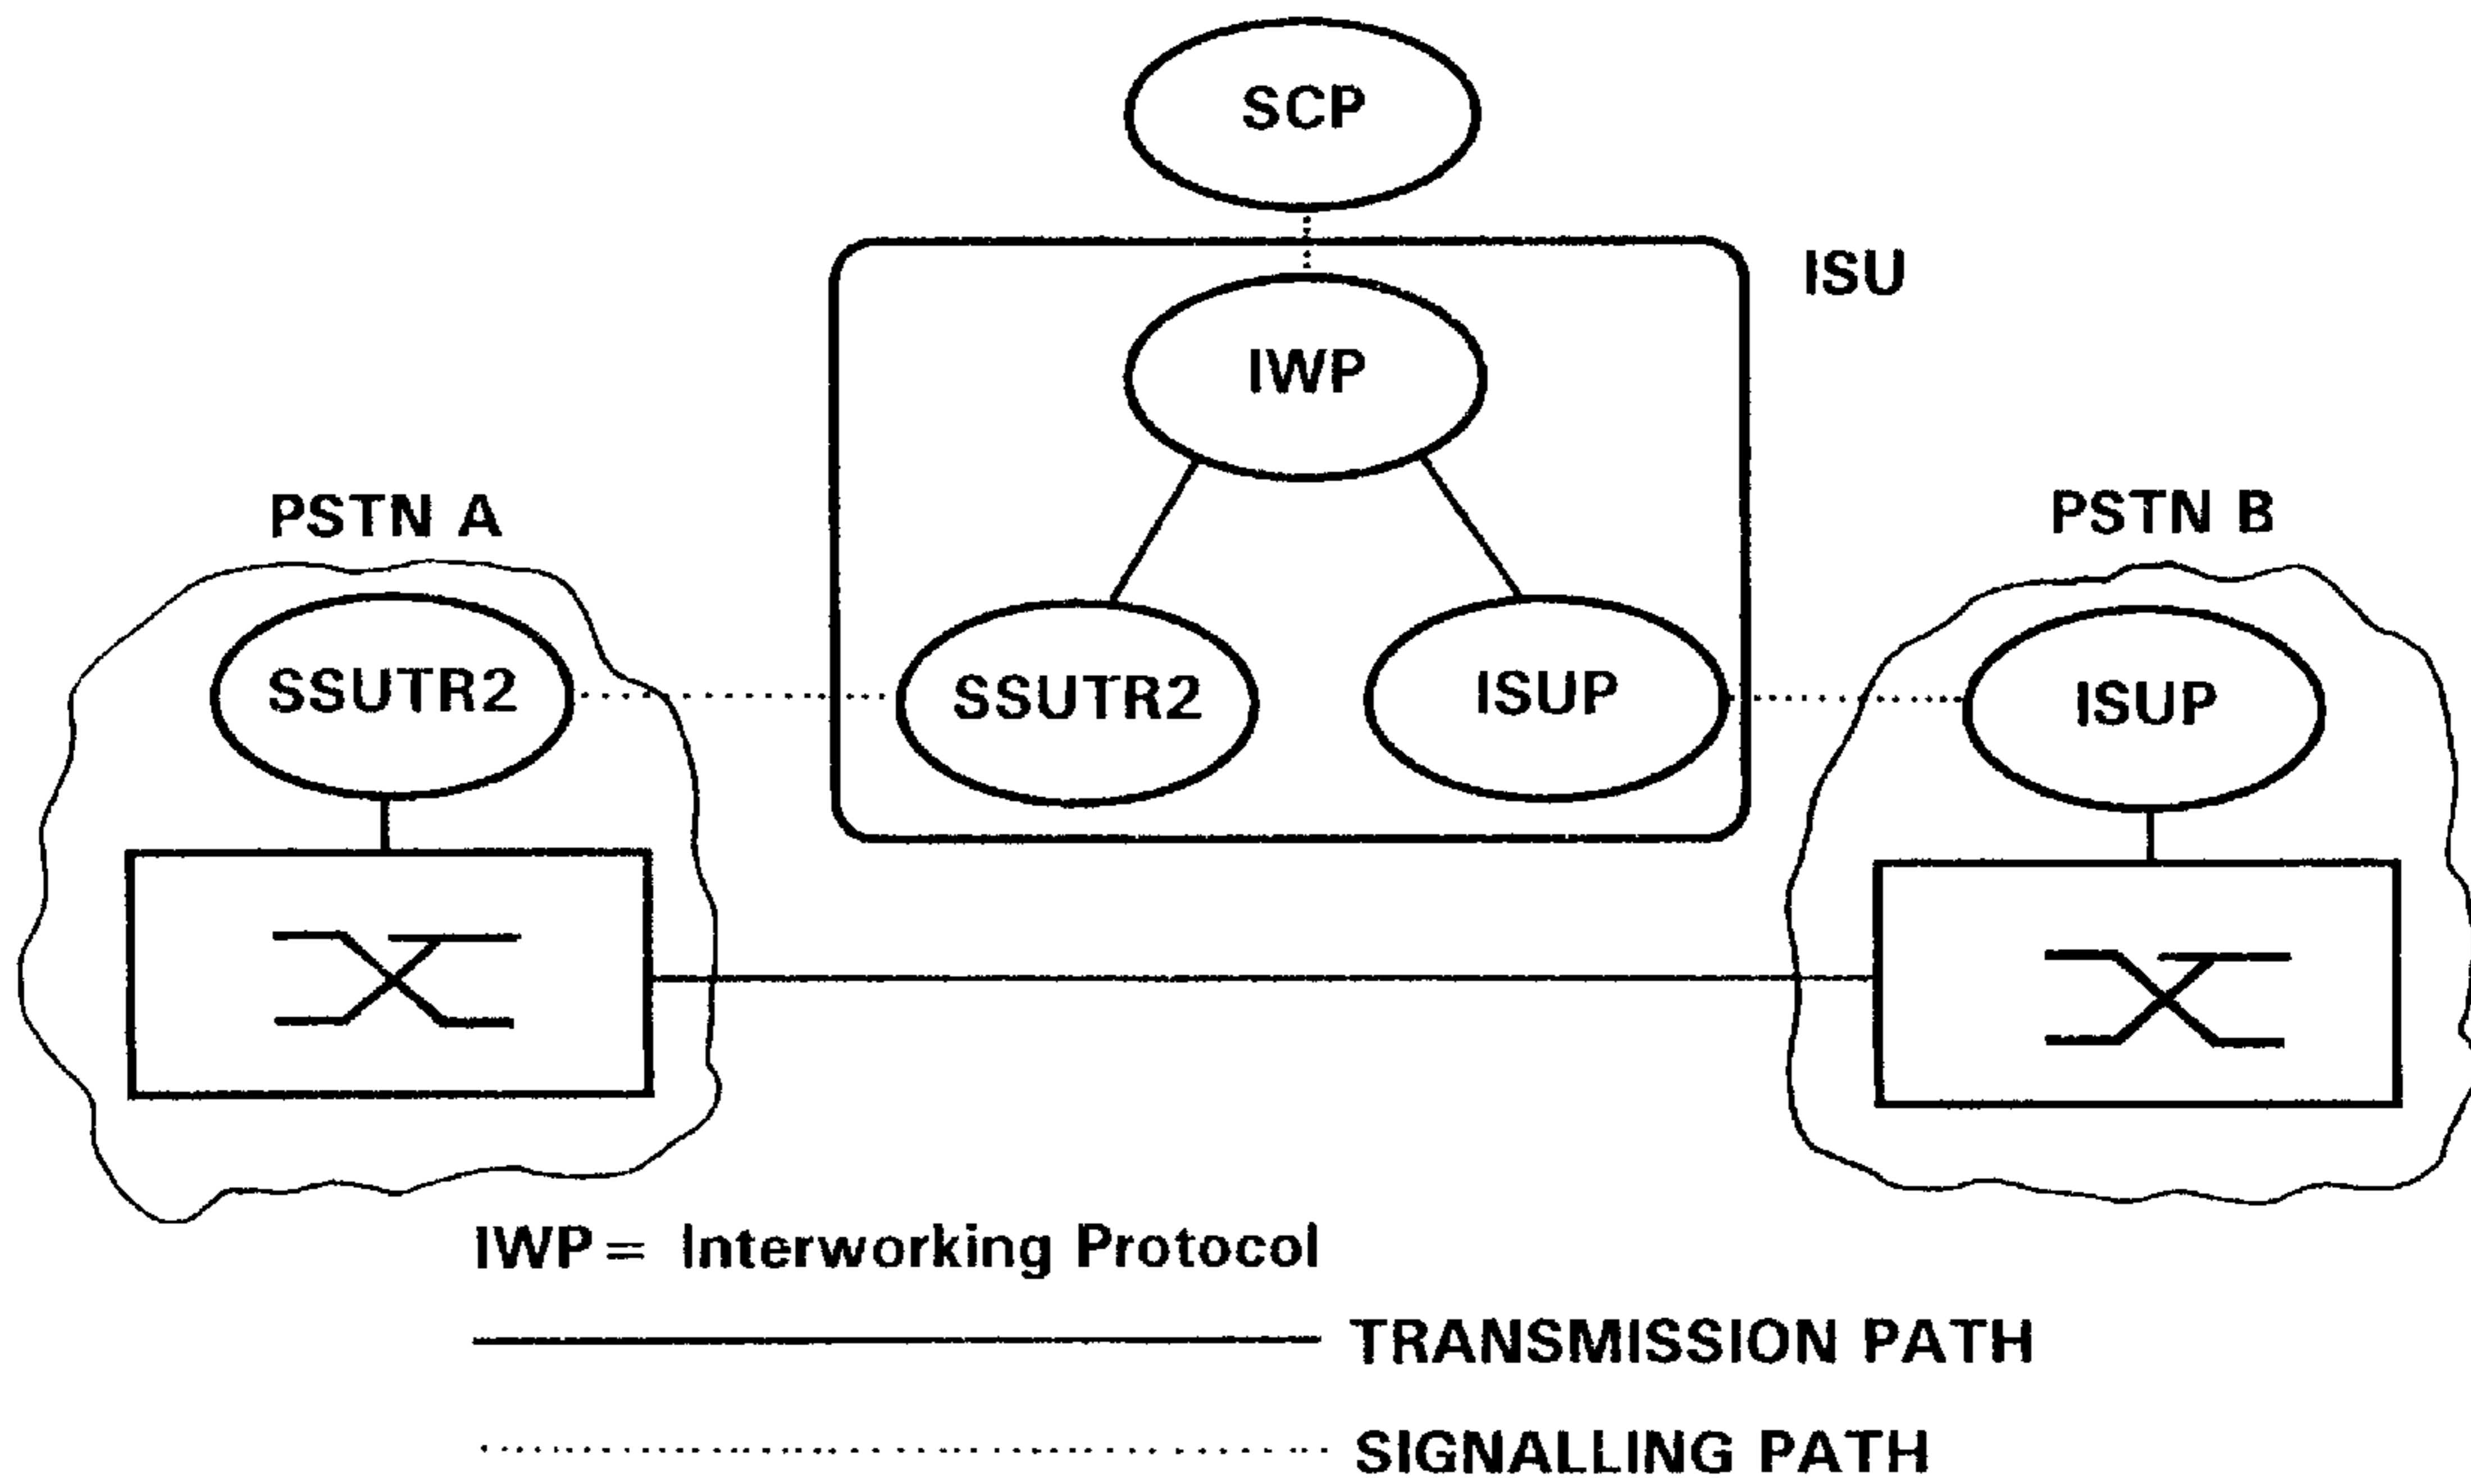 SCP
ISU
IWP
PSTN A
PSTN B
SSUTR2
SSUTR2
ISUP
ISUP
IWP = Interworking Protocol
TRANSMISSION PATH
SIGNALLING PATH